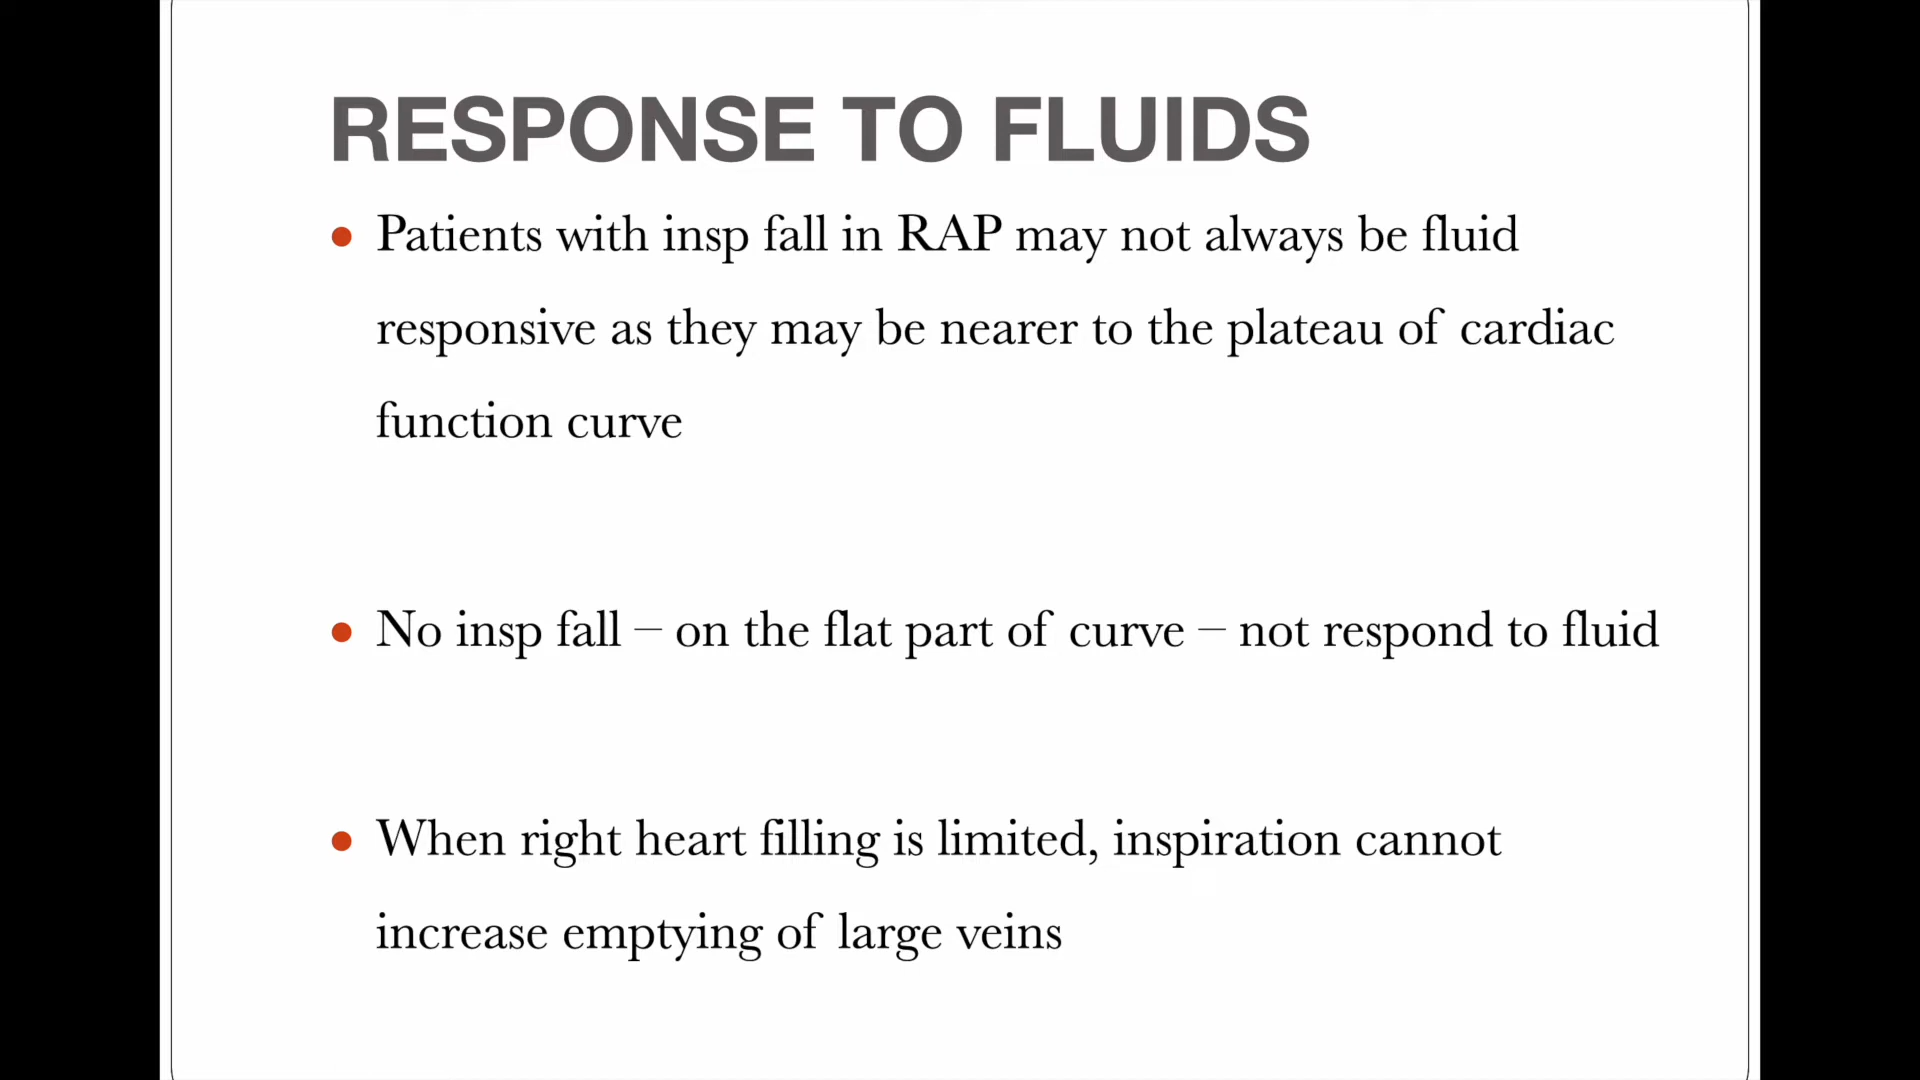 RESPONSE TO FLUIDS
• Patients with insp fall in RAP may not always be fluid
responsive as they may be nearer to the plateau of cardiac
function curve
• No insp fall – on the flat part of curve – not respond to fluid
• When right heart filling is limited, inspiration cannot
increase emptying of large veins